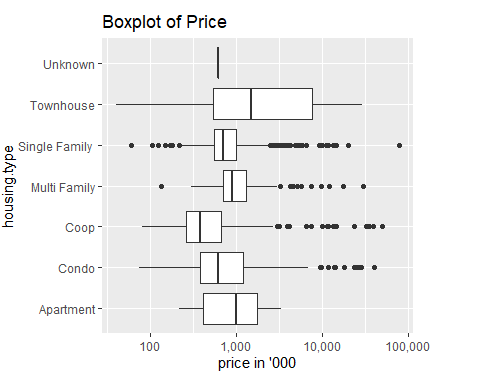 Boxplot of Price
housing.type
Unknown
Townhouse
Single Family
Multi Family
Coop
Condo
Apartment
100 1,000 10,000 100,000
price in '000